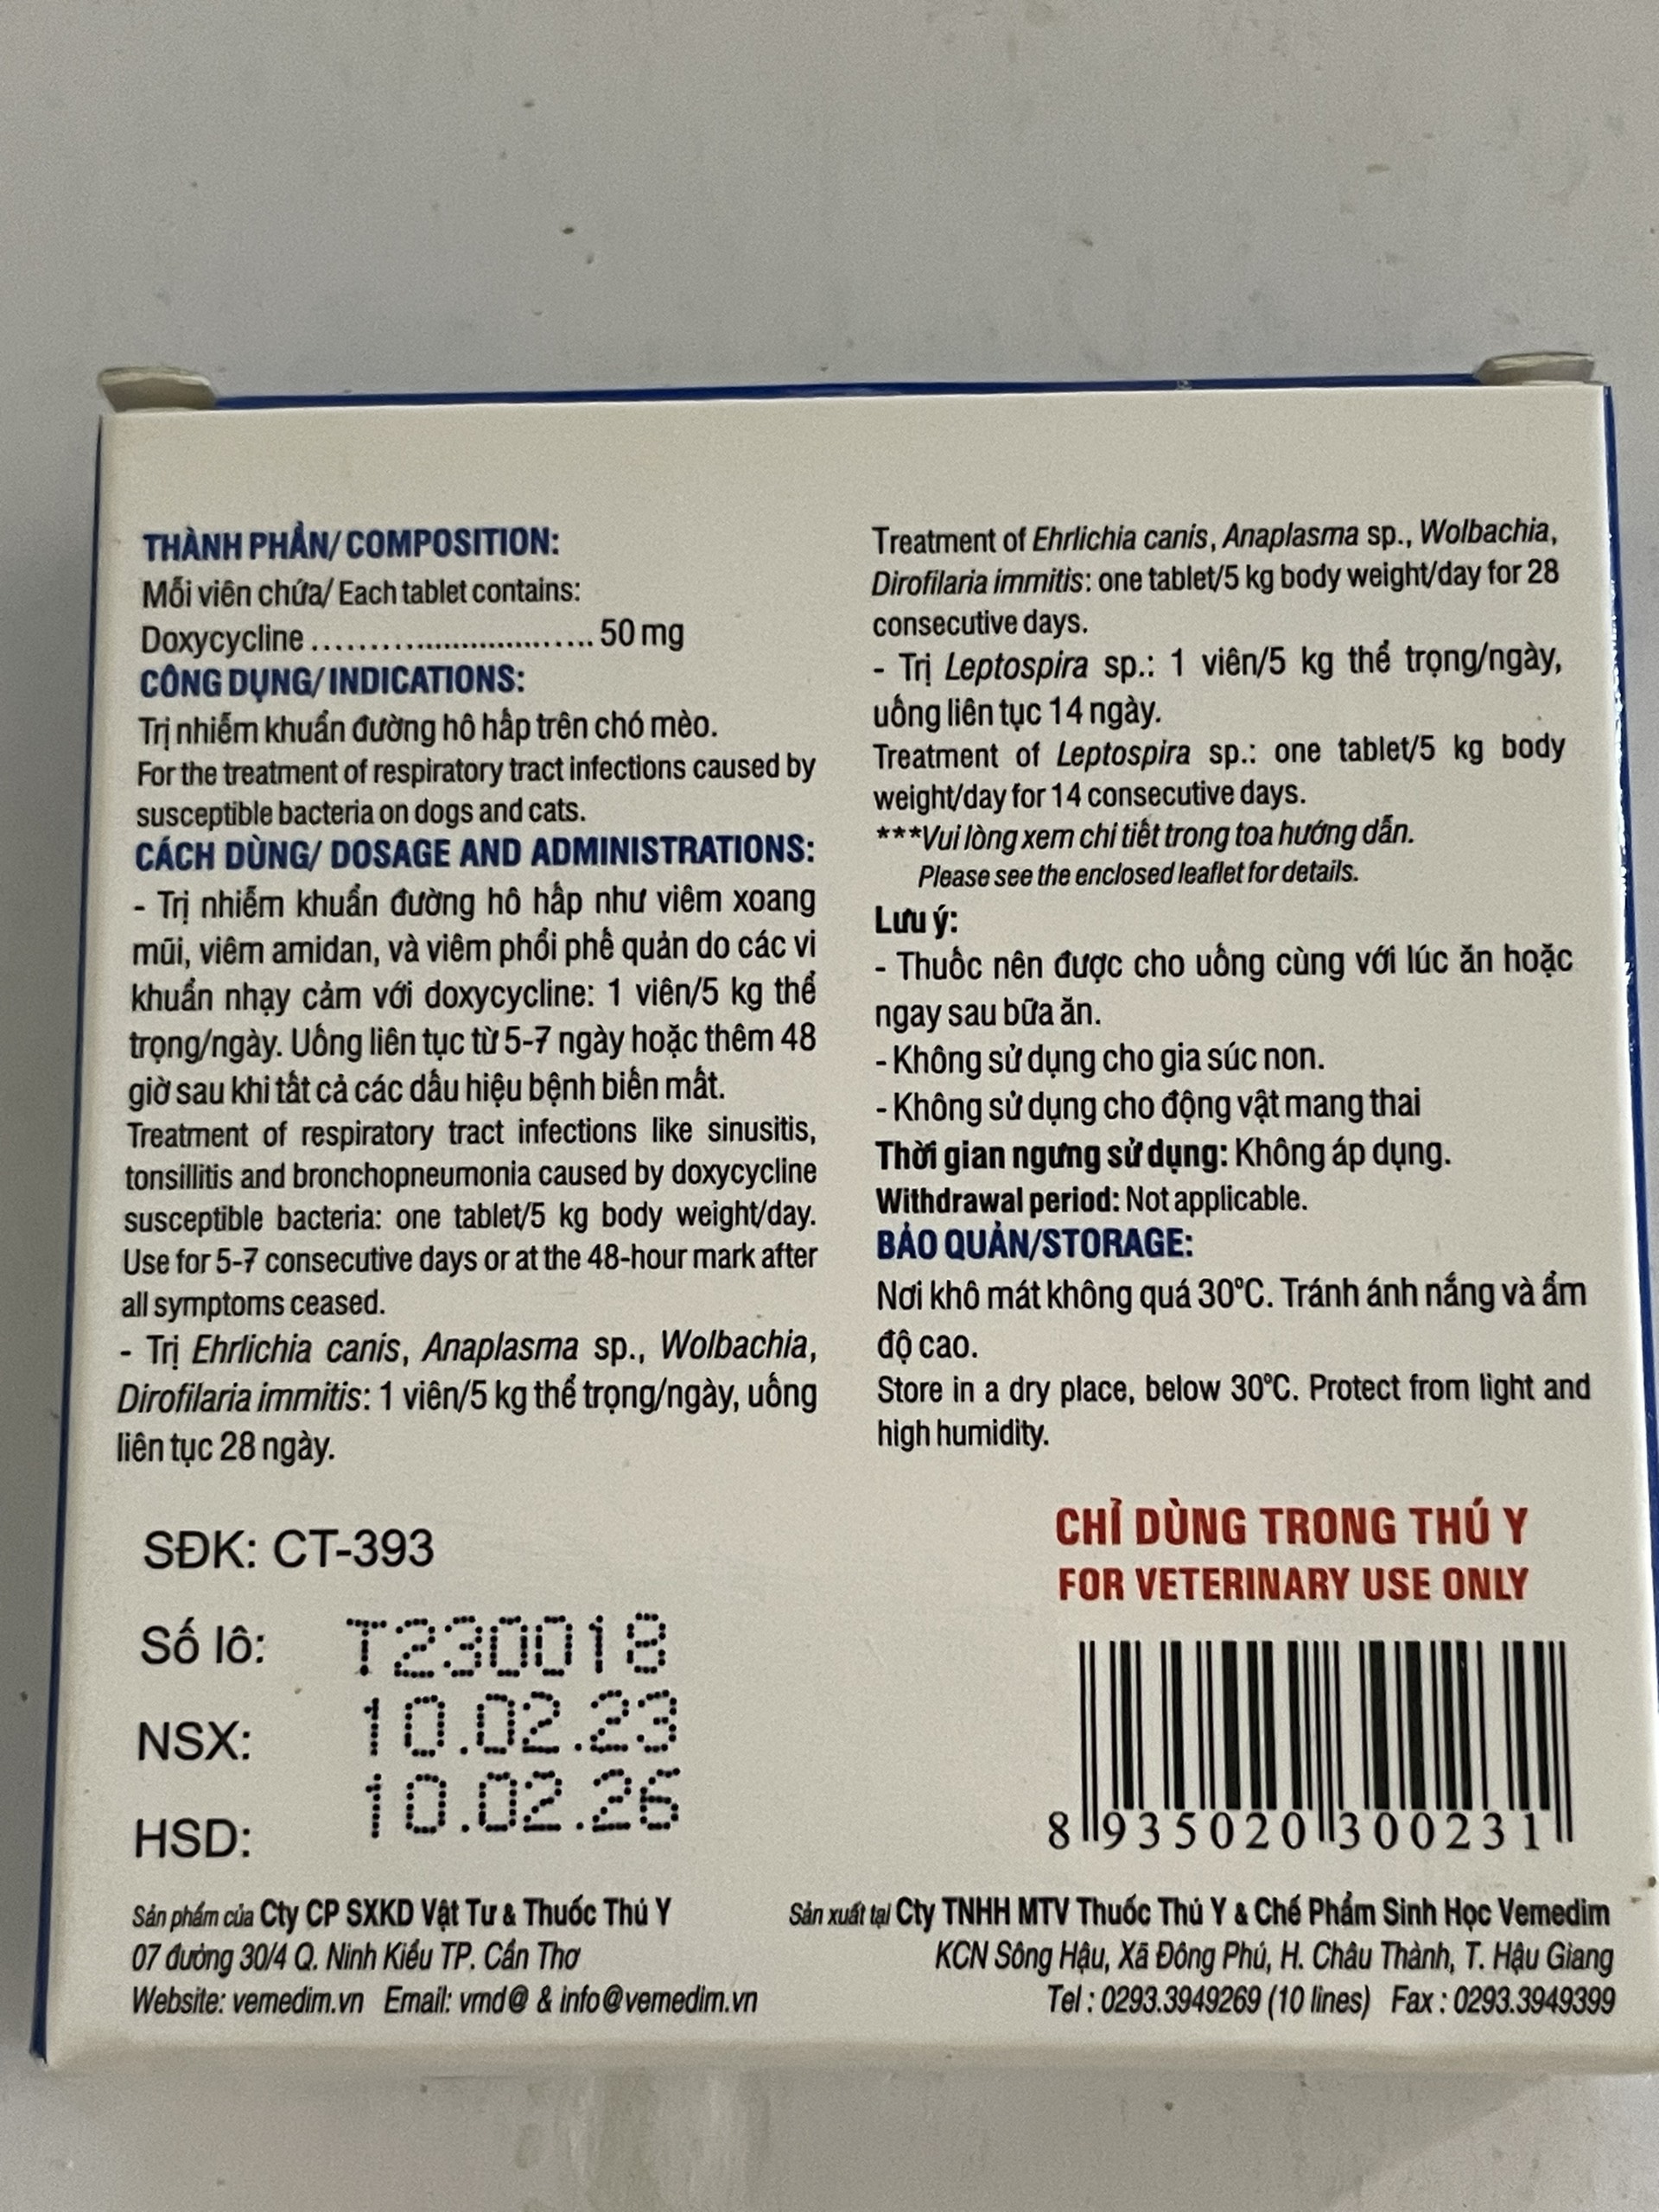 THÀNH PHẦN/ COMPOSITION:
Mỗi viên chứa/ Each tablet contains:
Doxycycline.................................50 mg
CÔNG DỤNG/ INDICATIONS:
Trị nhiễm khuẩn đường hô hấp trên chó mèo.
For the treatment of respiratory tract infections caused by
susceptible bacteria on dogs and cats.
CÁCH DÙNG/ DOSAGE AND ADMINISTRATIONS:
- Trị nhiễm khuẩn đường hô hấp như viêm xoang
mũi, viêm amidan, và viêm phổi phế quản do các vi
khuẩn nhạy cảm với doxycycline: 1 viên/5 kg thể
trọng/ngày. Uống liên tục từ 5-7 ngày hoặc thêm 48
giờ sau khi tất cả các dấu hiệu bệnh biến mất.
Treatment of respiratory tract infections like sinusitis,
tonsillitis and bronchopneumonia caused by doxycycline
susceptible bacteria: one tablet/5 kg body weight/day.
Use for 5-7 consecutive days or at the 48-hour mark after
all symptoms ceased.
- Trị Ehrlichia canis, Anaplasma sp., Wolbachia,
Dirofilaria immitis: 1 viên/5 kg thể trọng/ngày, uống
liên tục 28 ngày.
Treatment of Ehrlichia canis, Anaplasma sp., Wolbachia,
Dirofilaria immitis: one tablet/5 kg body weight/day for 28
consecutive days.
- Trị Leptospira sp.: 1 viên/5 kg thể trọng/ngày,
uống liên tục 14 ngày.
Treatment of Leptospira sp.: one tablet/5 kg body
weight/day for 14 consecutive days.
***Vui lòng xem chi tiết trong toa hướng dẫn.
Please see the enclosed leaflet for details.
Lưu ý:
- Thuốc nên được cho uống cùng với lúc ăn hoặc
ngay sau bữa ăn.
- Không sử dụng cho gia súc non.
- Không sử dụng cho động vật mang thai
Thời gian ngưng sử dụng: Không áp dụng.
Withdrawal period: Not applicable.
BẢO QUẢN/STORAGE:
Nơi khô mát không quá 30°C. Tránh ánh nắng và ẩm
độ cao.
Store in a dry place, below 30°C. Protect from light and
high humidity.
SĐK: CT-393
Số lô: T230018
NSX: 10.02.23
HSD: 10.02.26
CHỈ DÙNG TRONG THÚ Y
FOR VETERINARY USE ONLY
8 935020 300231
Sản phẩm của Cty CP SXKD Vật Tư & Thuốc Thú Y
07 đường 30/4 Q. Ninh Kiều TP. Cần Thơ
Website: vemedim.vn Email: vmd@ & info@vemedim.vn
Sản xuất tại Cty TNHH MTV Thuốc Thú Y & Chế Phẩm Sinh Học Vemedim
KCN Sông Hậu, Xã Đông Phú, H. Châu Thành, T. Hậu Giang
Tel : 0293.3949269 (10 lines) Fax : 0293.3949399